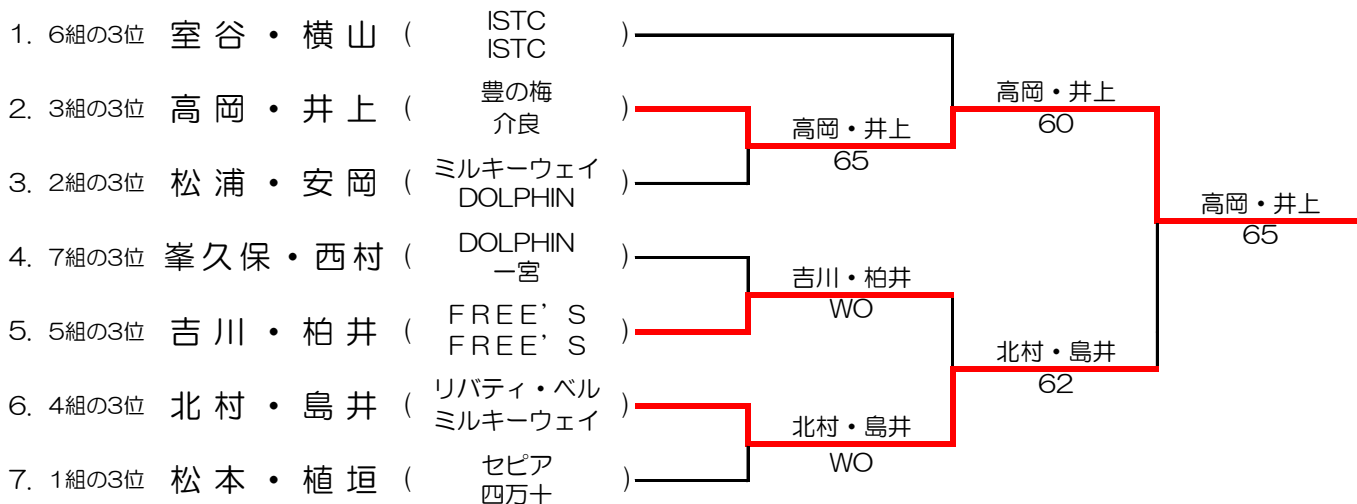 1. 6組の3位 室谷・横山 ( ISTC ISTC )
2. 3組の3位 高岡・井上 ( 豊の梅 介良 )
3. 2組の3位 松浦・安岡 ( ミルキーウェイ DOLPHIN )
4. 7組の3位 峯久保・西村 ( DOLPHIN 一宮 )
5. 5組の3位 吉川・柏井 ( FREE'S FREE'S )
6. 4組の3位 北村・島井 ( リバティ・ベル ミルキーウェイ )
7. 1組の3位 松本・植垣 ( セピア 四万十 )
高岡・井上
65
吉川・柏井
WO
北村・島井
WO
高岡・井上
60
北村・島井
62
高岡・井上
65